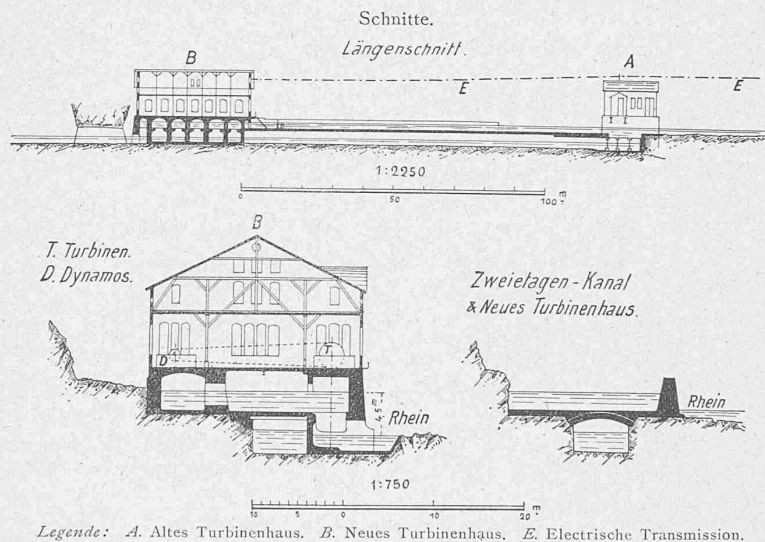 Schnitte.
Längenschnitt.
B
A
E
E
1:2250
0 50 100 m
B
T. Turbinen.
D. Dynamos.
Zweietagen-Kanal
& Neues Turbinenhaus.
D
T
4.5 m
Rhein
Rhein
1:750
10 5 0 10 20 m
Legende: A. Altes Turbinenhaus. B. Neues Turbinenhaus. E. Electrische Transmission.